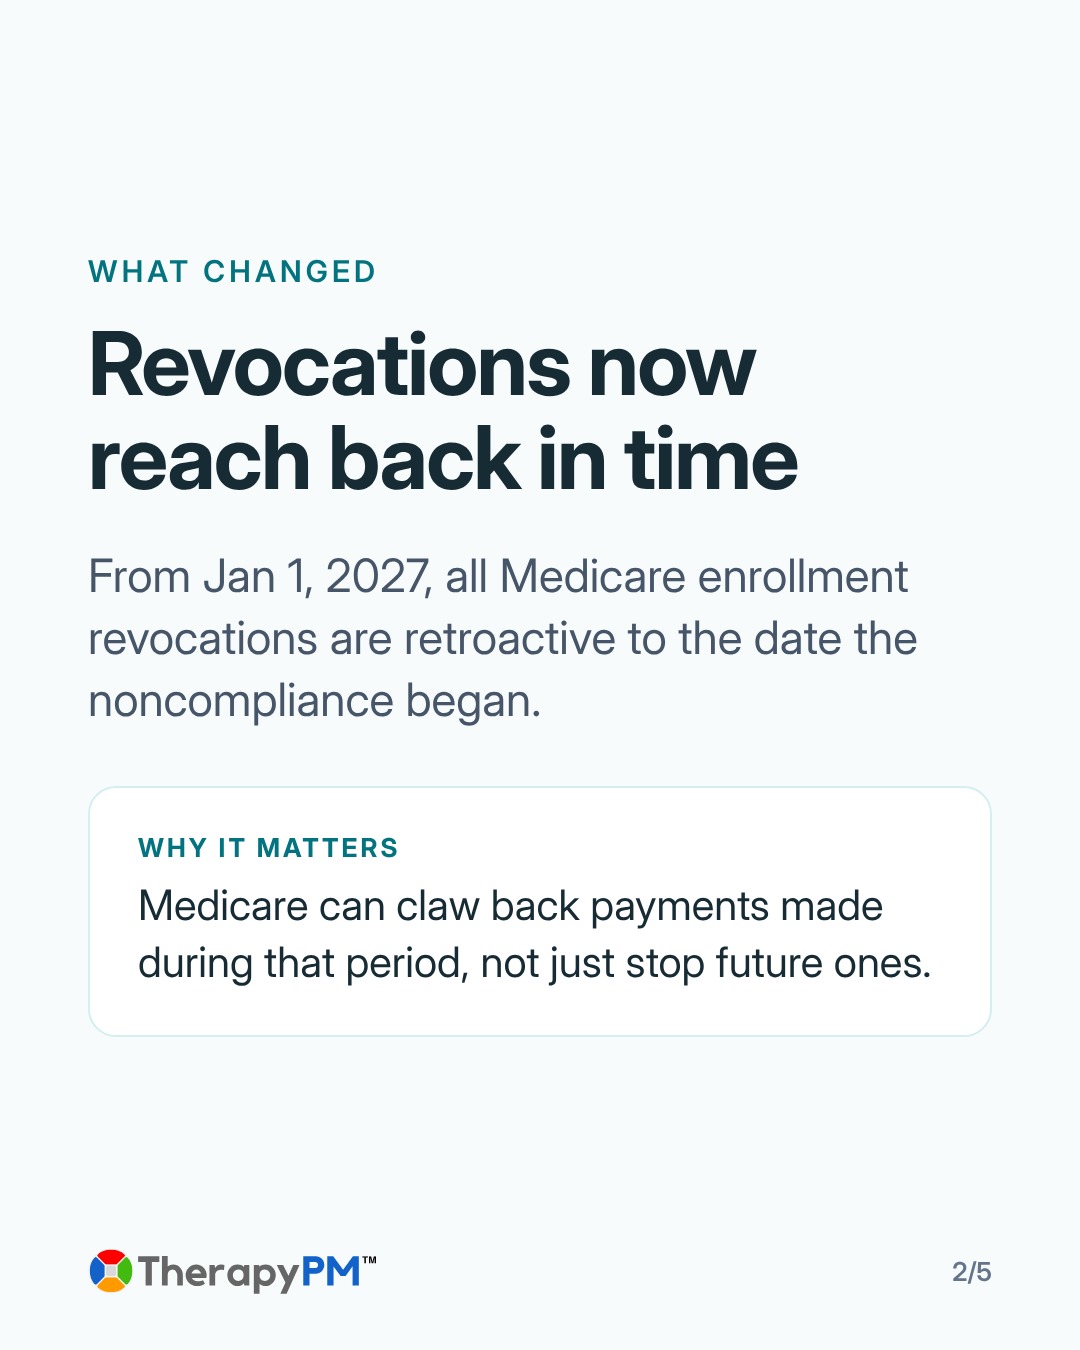 WHAT CHANGED
Revocations now
reach back in time
From Jan 1, 2027, all Medicare enrollment
revocations are retroactive to the date the
noncompliance began.
WHY IT MATTERS
Medicare can claw back payments made
during that period, not just stop future ones.
TherapyPM™
2/5